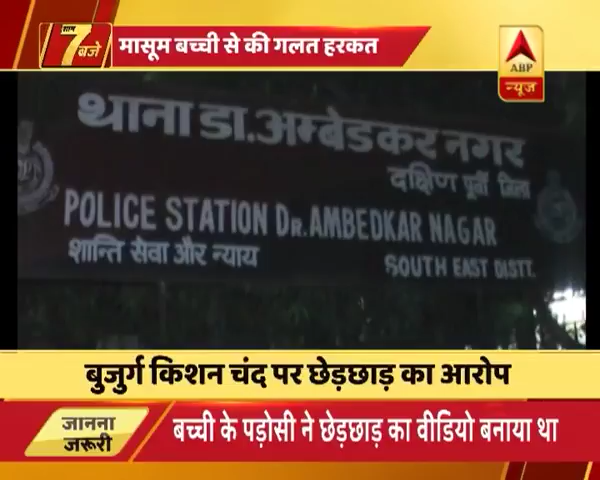 शाम
7 बजे
मासूम बच्ची से की गलत हरकत
ABP
न्यूज़
थाना डा.अम्बेडकर नगर
दक्षिण पूर्वी जिला
POLICE STATION DR.AMBEDKAR NAGAR
शान्ति सेवा और न्याय
SOUTH EAST DISTT.
बुजुर्ग किशन चंद पर छेड़छाड़ का आरोप
जानना
जरूरी
बच्ची के पड़ोसी ने छेड़छाड़ का वीडियो बनाया था